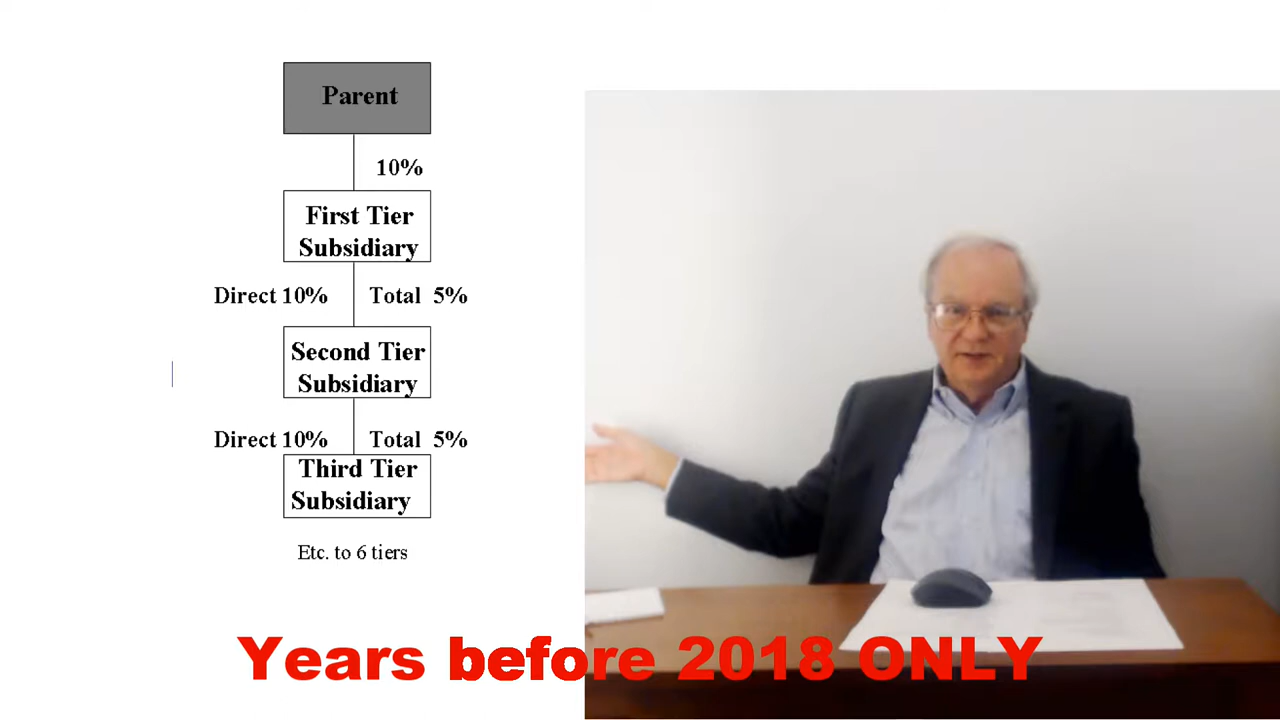 Parent
10%
First Tier
Subsidiary
Direct 10% Total 5%
Second Tier
Subsidiary
Direct 10% Total 5%
Third Tier
Subsidiary
Etc. to 6 tiers
Years before 2018 ONLY